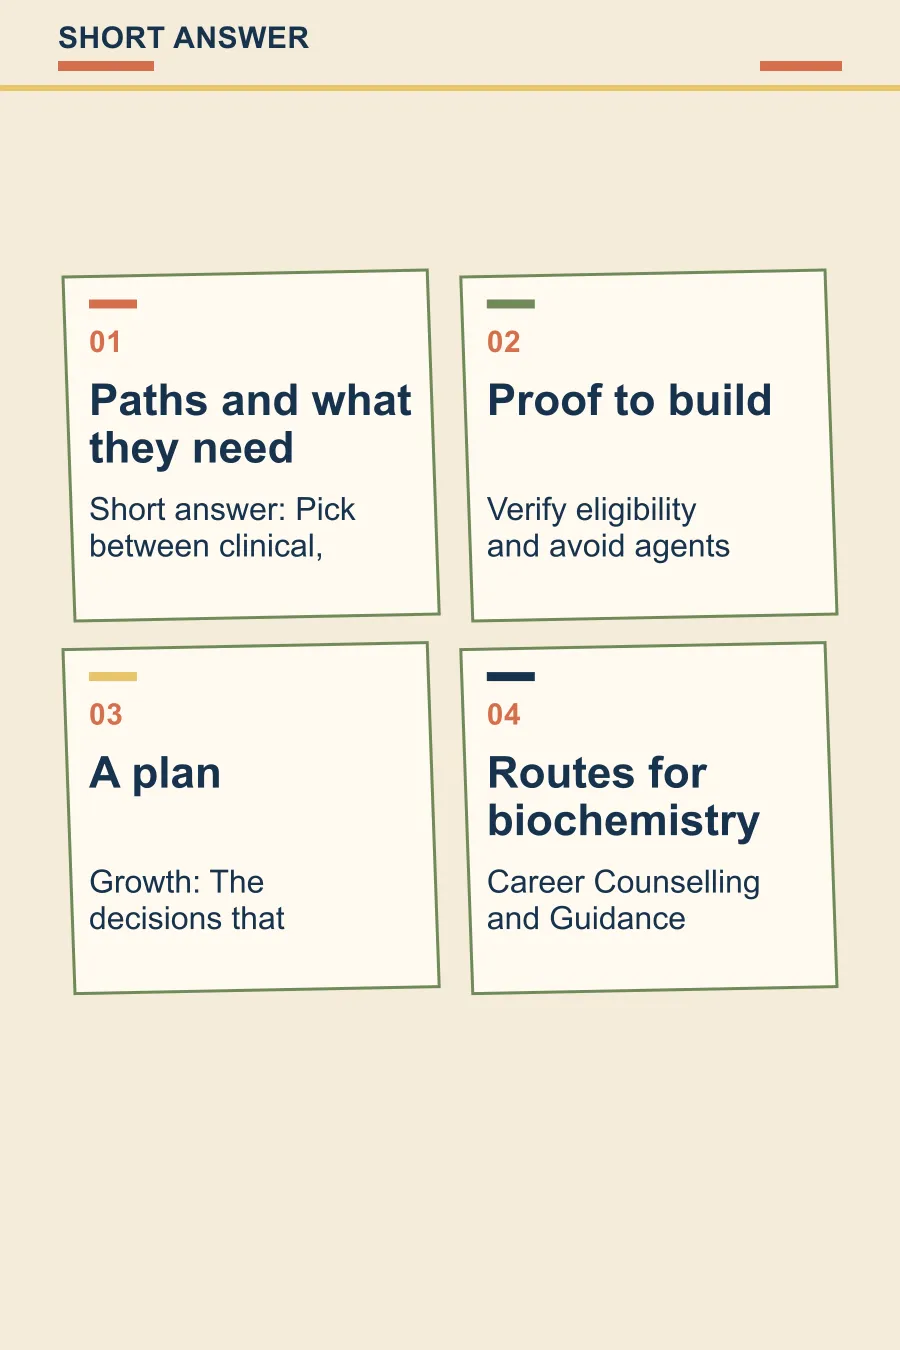 SHORT ANSWER
01
Paths and what
they need
Short answer: Pick
between clinical,
02
Proof to build
Verify eligibility
and avoid agents
03
A plan
Growth: The
decisions that
04
Routes for
biochemistry
Career Counselling
and Guidance